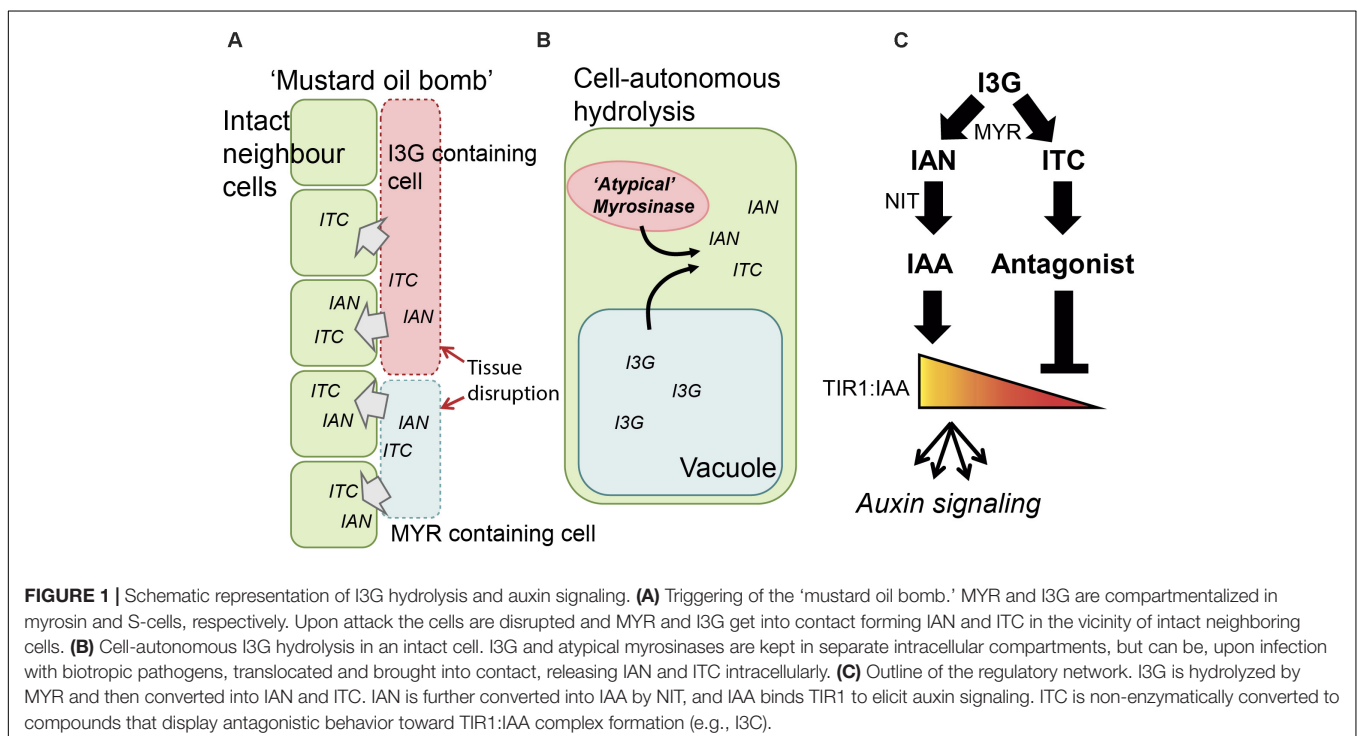 A
'Mustard oil bomb'
Intact
neighbour
cells
I3G containing
cell
ITC
ITC
IAN
IAN
ITC
Tissue
disruption
ITC
IAN
IAN
ITC
ITC
IAN
MYR containing cell
B
Cell-autonomous
hydrolysis
'Atypical'
Myrosinase
IAN
IAN
ITC
I3G
I3G
I3G
Vacuole
C
I3G
MYR
IAN
ITC
NIT
IAA
Antagonist
TIR1:IAA
Auxin signaling
FIGURE 1 | Schematic representation of I3G hydrolysis and auxin signaling. (A) Triggering of the 'mustard oil bomb.' MYR and I3G are compartmentalized in
myrosin and S-cells, respectively. Upon attack the cells are disrupted and MYR and I3G get into contact forming IAN and ITC in the vicinity of intact neighboring
cells. (B) Cell-autonomous I3G hydrolysis in an intact cell. I3G and atypical myrosinases are kept in separate intracellular compartments, but can be, upon infection
with biotropic pathogens, translocated and brought into contact, releasing IAN and ITC intracellularly. (C) Outline of the regulatory network. I3G is hydrolyzed by
MYR and then converted into IAN and ITC. IAN is further converted into IAA by NIT, and IAA binds TIR1 to elicit auxin signaling. ITC is non-enzymatically converted to
compounds that display antagonistic behavior toward TIR1:IAA complex formation (e.g., I3C).